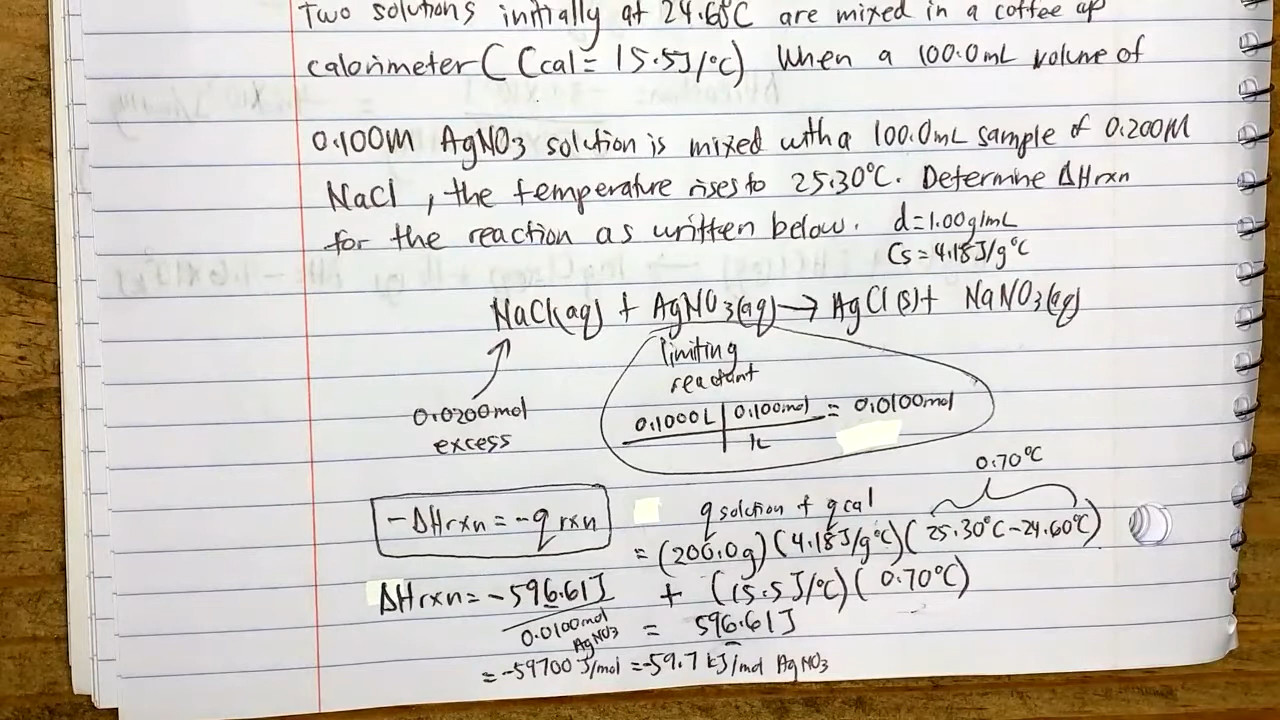 Two solutions initially at 24.60°C are mixed in a coffee cup
calorimeter (Ccal = 15.5J/°C) When a 100.0mL volume of
0.100M AgNO3 solution is mixed with a 100.0mL sample of 0.200M
NaCl, the temperature rises to 25.30°C. Determine ΔHrxn
for the reaction as written below. d=1.00g/mL
Cs = 4.18J/g°C
NaCl(aq) + AgNO3(aq) → AgCl(s) + NaNO3(aq)
limiting
reactant
0.1000L | 0.100mol = 0.0100mol
L
0.0200mol
excess
0.70°C
-ΔHrxn = -q rxn
q solution + q cal
= (200.0g)(4.18J/g°C)(25.30°C-24.60°C)
+ (15.5J/°C)(0.70°C)
= 596.61J
ΔHrxn = -596.61J
0.0100mol
AgNO3
= -59700 J/mol = -59.7 kJ/mol AgNO3